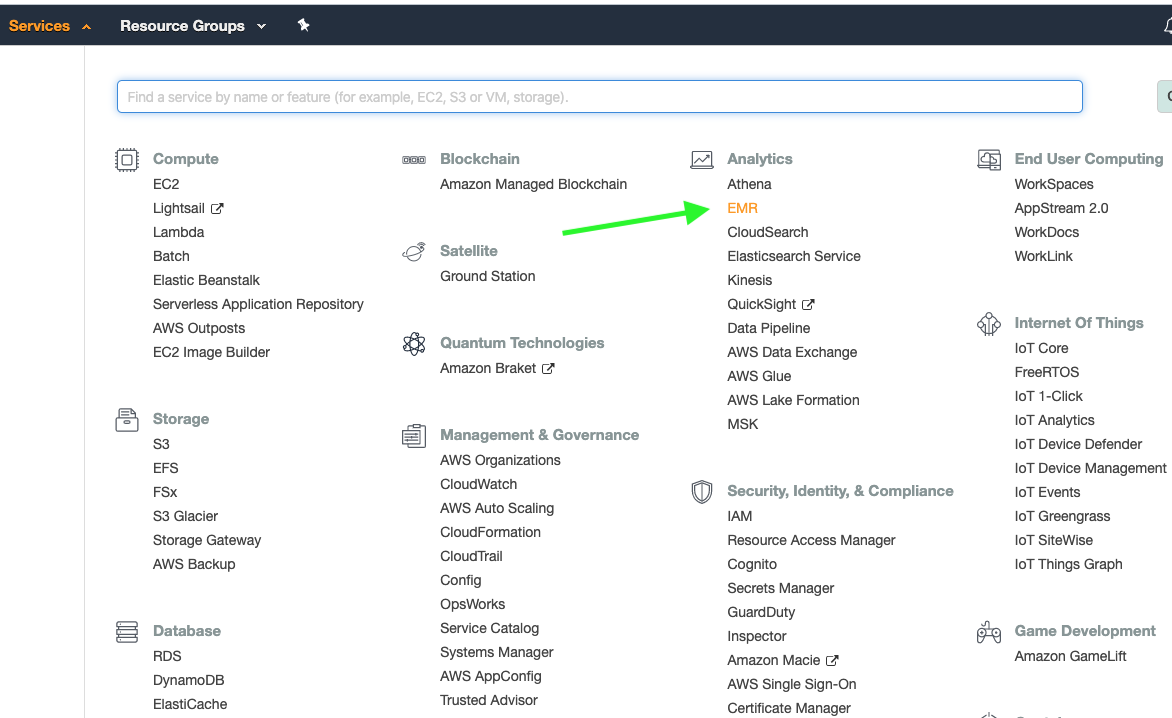 Services
Resource Groups
Find a service by name or feature (for example, EC2, S3 or VM, storage).
Compute
EC2
Lightsail
Lambda
Batch
Elastic Beanstalk
Serverless Application Repository
AWS Outposts
EC2 Image Builder
Storage
S3
EFS
FSx
S3 Glacier
Storage Gateway
AWS Backup
Database
RDS
DynamoDB
ElastiCache
Blockchain
Amazon Managed Blockchain
Satellite
Ground Station
Quantum Technologies
Amazon Braket
Management & Governance
AWS Organizations
CloudWatch
AWS Auto Scaling
CloudFormation
CloudTrail
Config
OpsWorks
Service Catalog
Systems Manager
AWS AppConfig
Trusted Advisor
Analytics
Athena
EMR
CloudSearch
Elasticsearch Service
Kinesis
QuickSight
Data Pipeline
AWS Data Exchange
AWS Glue
AWS Lake Formation
MSK
Security, Identity, & Compliance
IAM
Resource Access Manager
Cognito
Secrets Manager
GuardDuty
Inspector
Amazon Macie
AWS Single Sign-On
Certificate Manager
End User Computing
WorkSpaces
AppStream 2.0
WorkDocs
WorkLink
Internet Of Things
IoT Core
FreeRTOS
IoT 1-Click
IoT Analytics
IoT Device Defender
IoT Device Management
IoT Events
IoT Greengrass
IoT SiteWise
IoT Things Graph
Game Development
Amazon GameLift